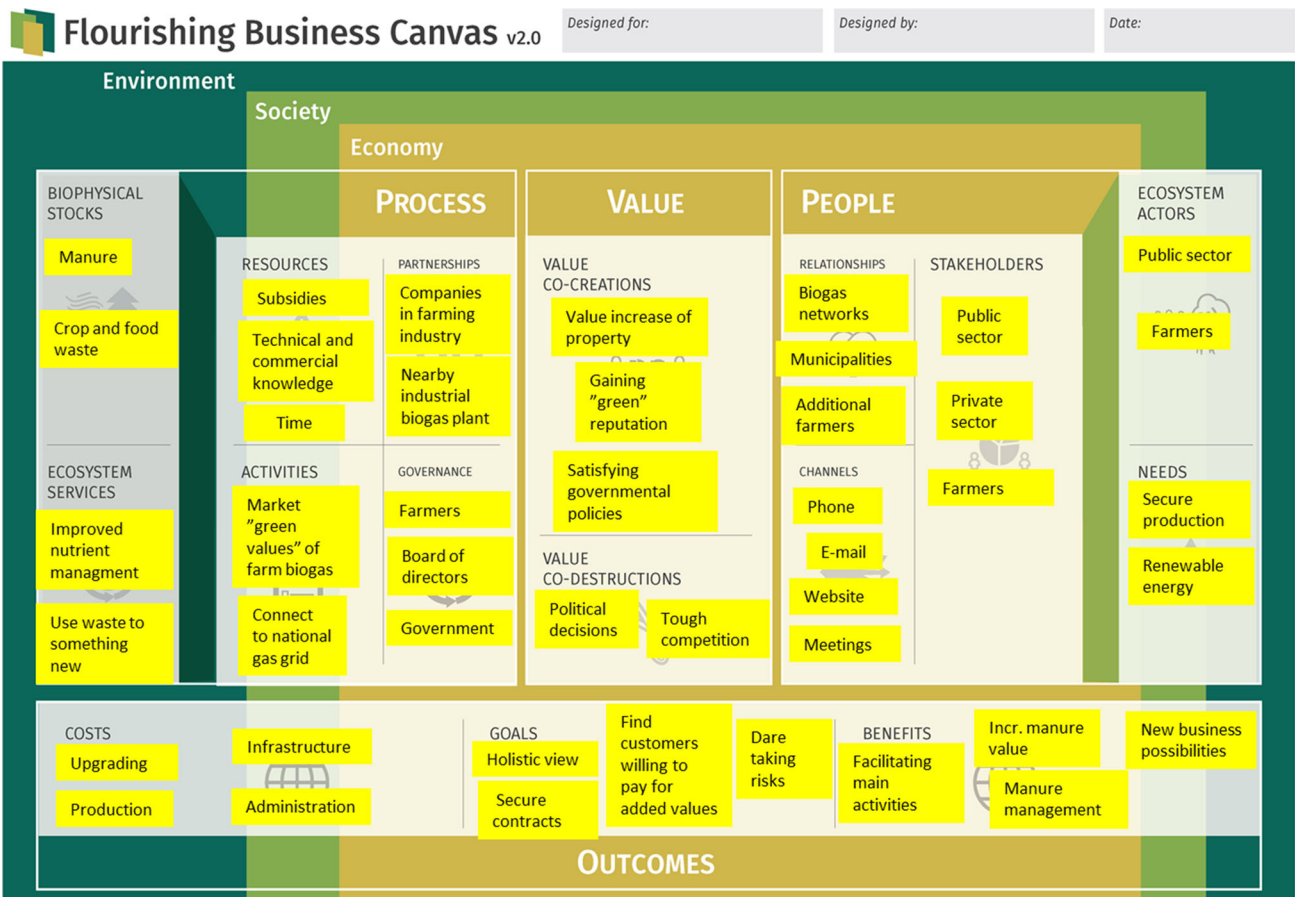 Flourishing Business Canvas v2.0
Designed for:
Designed by:
Date:
Environment
Society
Economy
PROCESS
VALUE
PEOPLE
BIOPHYSICAL
STOCKS
Manure
Crop and food
waste
ECOSYSTEM
SERVICES
Improved
nutrient
managment
Use waste to
something
new
RESOURCES
Subsidies
Technical and
commercial
knowledge
Time
PARTNERSHIPS
Companies
in farming
industry
Nearby
industrial
biogas plant
ACTIVITIES
Market
”green
values” of
farm biogas
Connect
to national
gas grid
GOVERNANCE
Farmers
Board of
directors
Government
VALUE
CO-CREATIONS
Value increase of
property
Gaining
”green”
reputation
Satisfying
governmental
policies
VALUE
CO-DESTRUCTIONS
Political
decisions
Tough
competition
RELATIONSHIPS
Biogas
networks
Municipalities
Additional
farmers
CHANNELS
Phone
E-mail
Website
Meetings
STAKEHOLDERS
Public
sector
Private
sector
Farmers
ECOSYSTEM
ACTORS
Public sector
Farmers
NEEDS
Secure
production
Renewable
energy
COSTS
Upgrading
Production
Infrastructure
Administration
GOALS
Holistic view
Secure
contracts
Find
customers
willing to
pay for
added values
Dare
taking
risks
BENEFITS
Facilitating
main
activities
Incr. manure
value
Manure
management
New business
possibilities
OUTCOMES